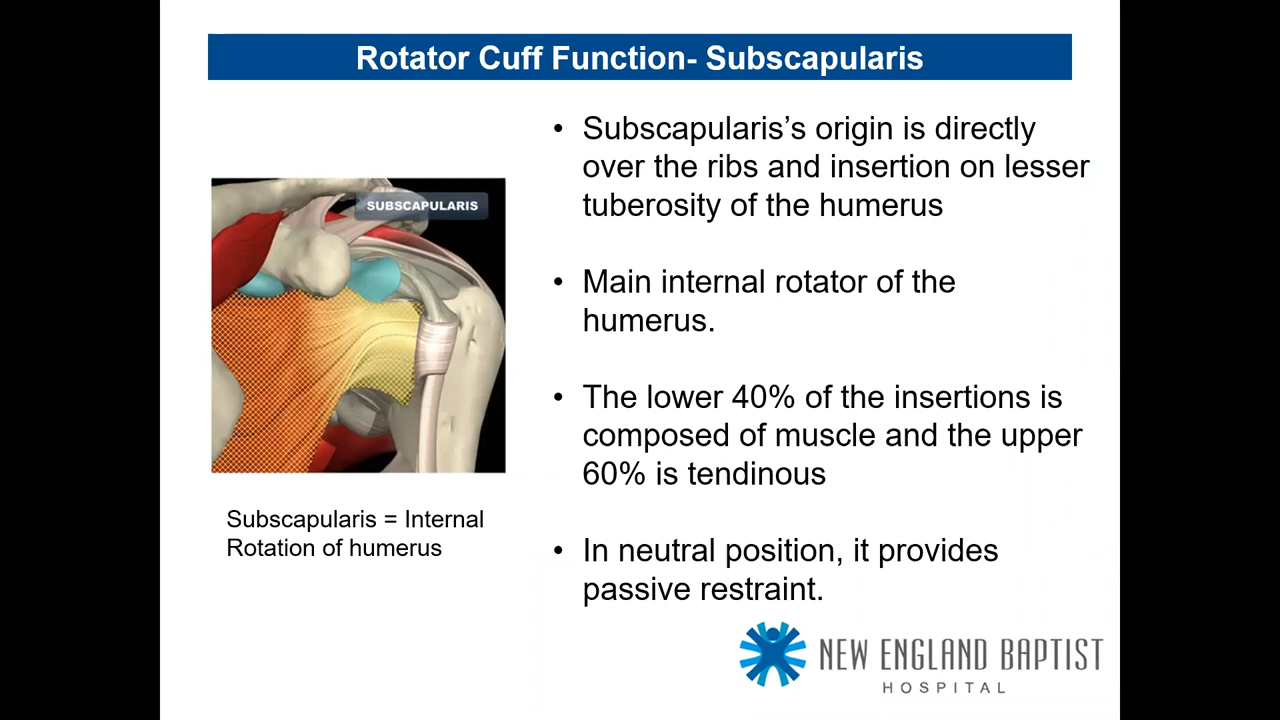 Rotator Cuff Function- Subscapularis
SUBSCAPULARIS
Subscapularis = Internal
Rotation of humerus
• Subscapularis’s origin is directly
over the ribs and insertion on lesser
tuberosity of the humerus
• Main internal rotator of the
humerus.
• The lower 40% of the insertions is
composed of muscle and the upper
60% is tendinous
• In neutral position, it provides
passive restraint.
NEW ENGLAND BAPTIST
HOSPITAL